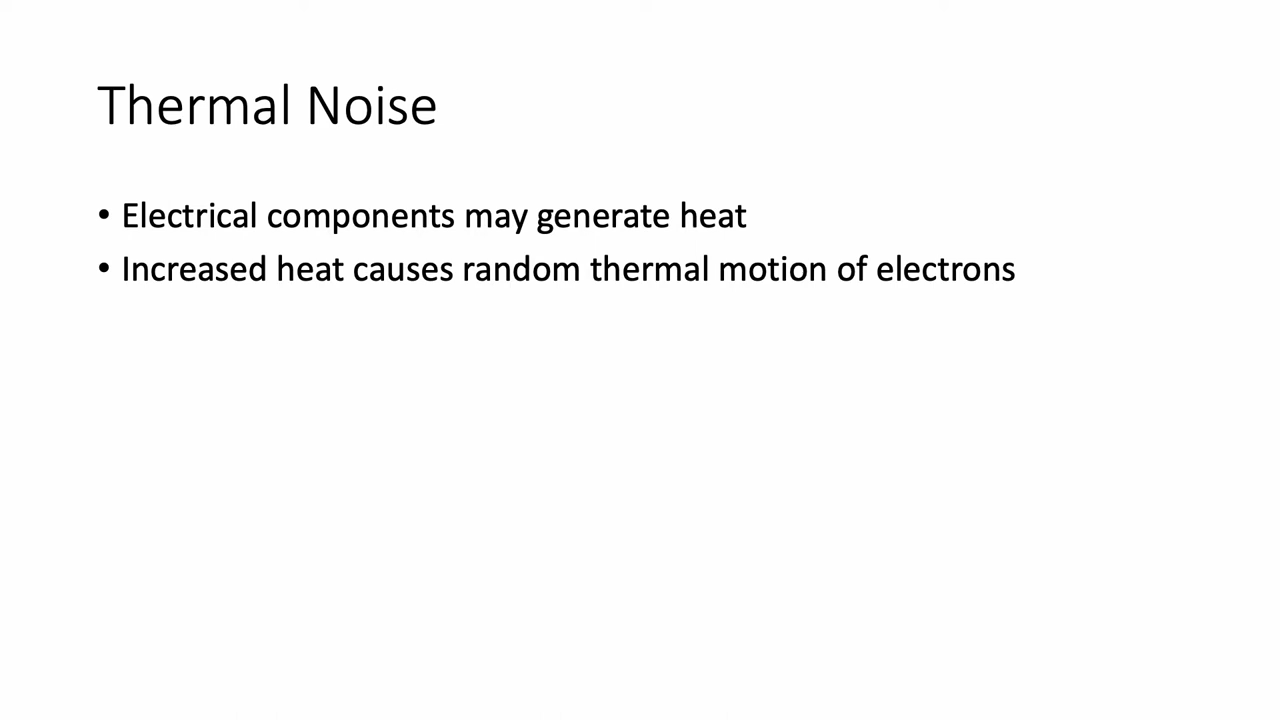 Thermal Noise
• Electrical components may generate heat
• Increased heat causes random thermal motion of electrons